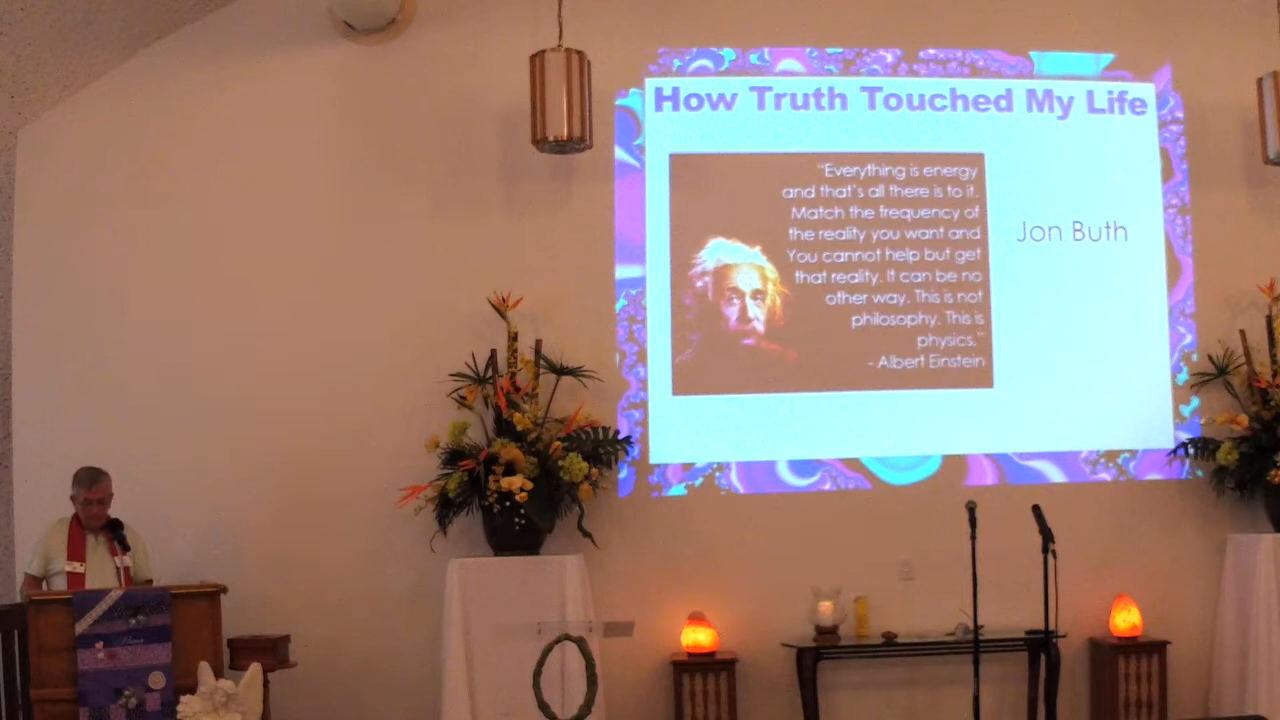 How Truth Touched My Life
"Everything is energy
and that's all there is to it.
Match the frequency of
the reality you want and
You cannot help but get
that reality. It can be no
other way. This is not
philosophy. This is
physics."
- Albert Einstein
Jon Buth